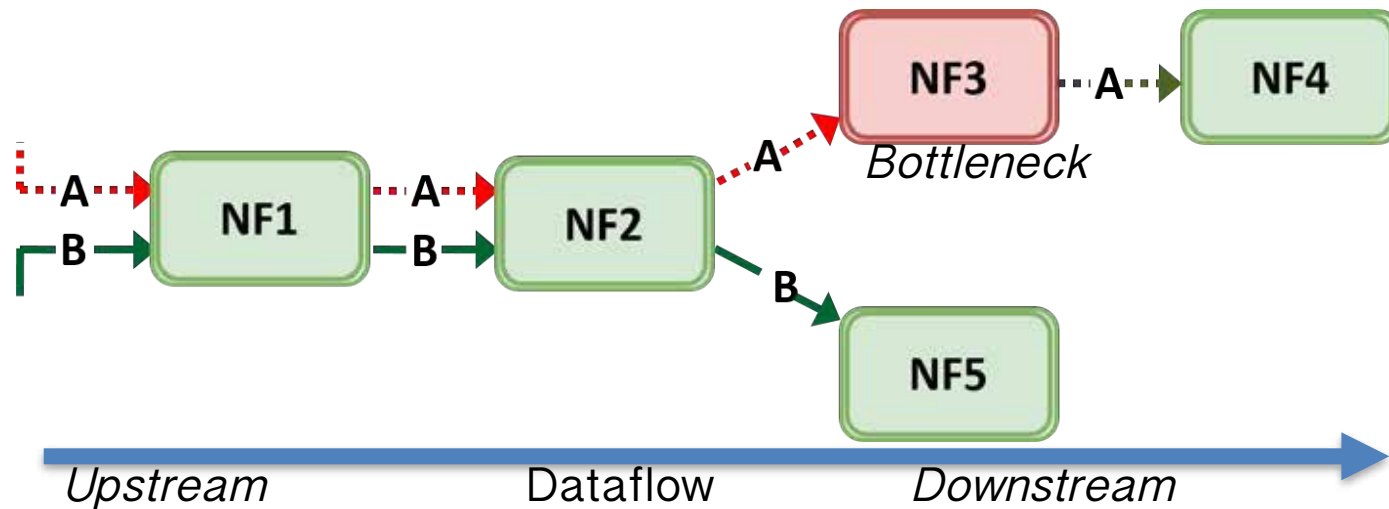 NF3
A
NF4
A
Bottleneck
A
A
NF1
NF2
B
B
B
NF5
Upstream
Dataflow
Downstream